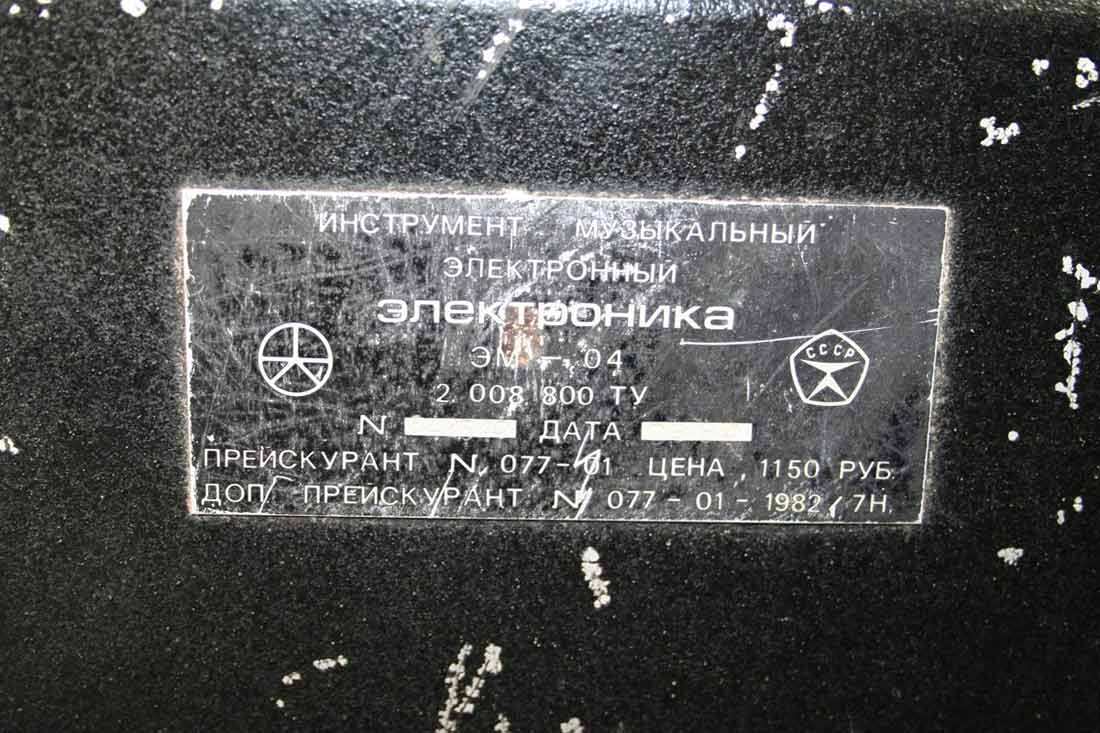 ИНСТРУМЕНТ МУЗЫКАЛЬНЫЙ
ЭЛЕКТРОННЫЙ
электроника
СССР
ЭМ-04
2.008 800 ТУ
N ДАТА
ПРЕЙСКУРАНТ N 077-01 ЦЕНА 1150 РУБ.
ДОП. ПРЕЙСКУРАНТ N 077-01-1982/7Н.